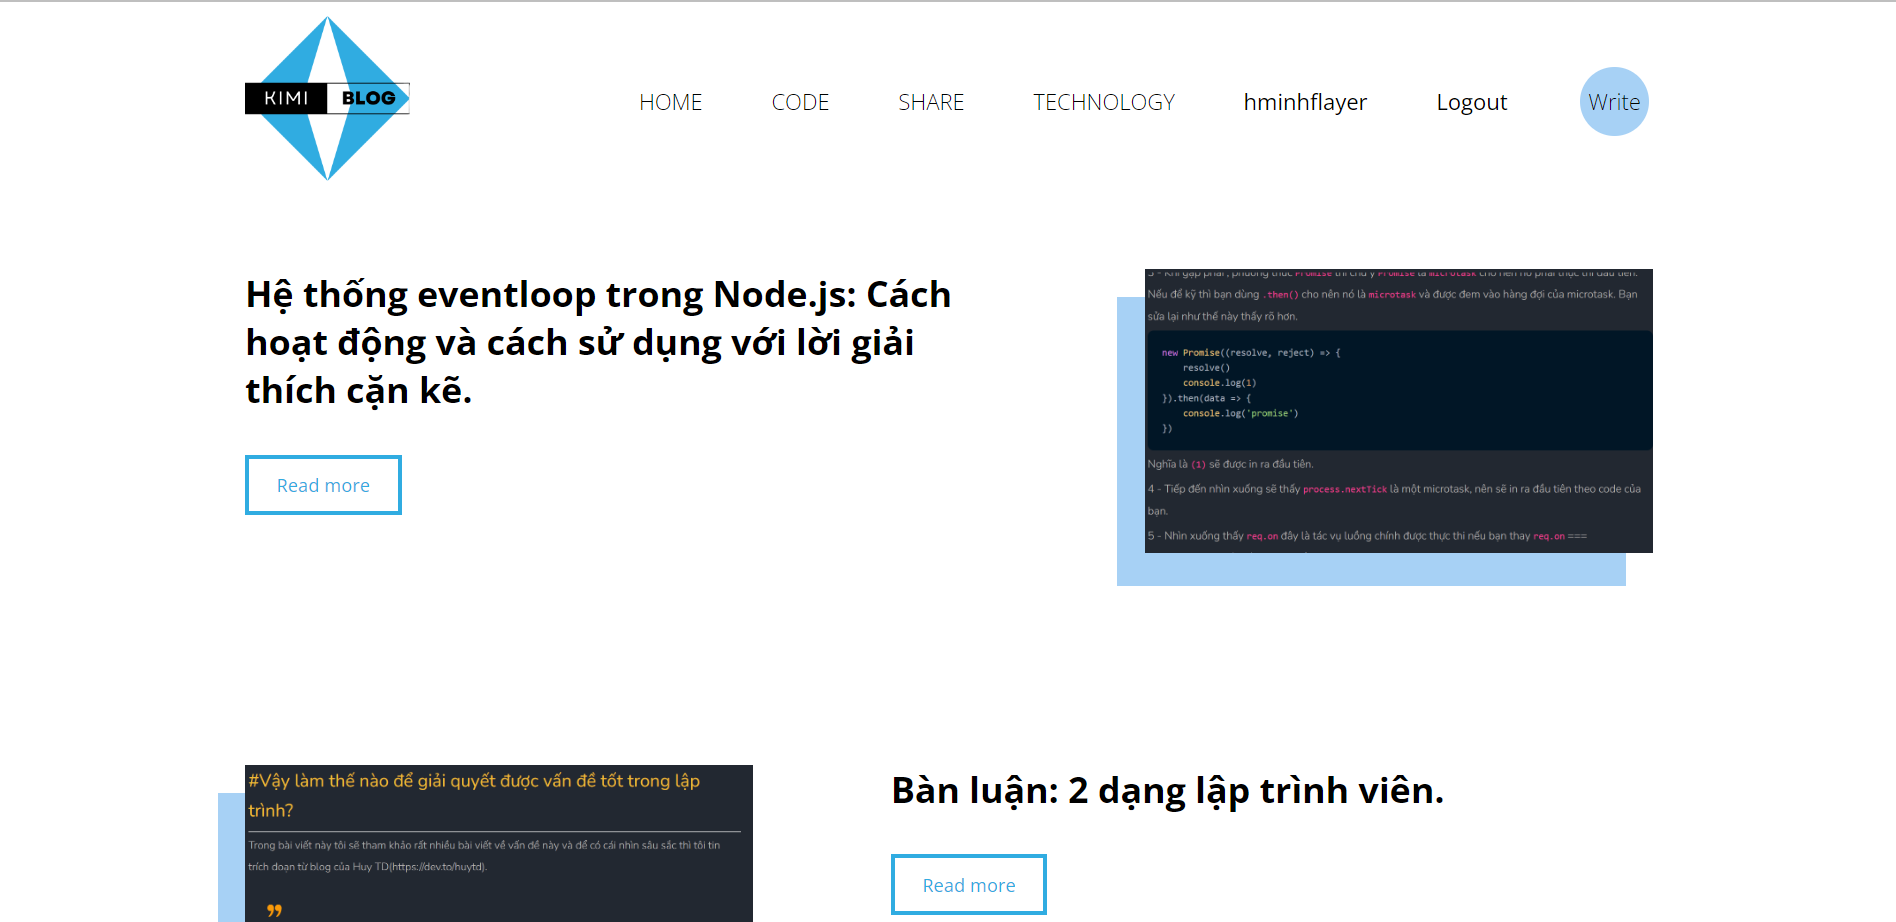 KIMI BLOG
HOME
CODE
SHARE
TECHNOLOGY
hminhflayer
Logout
Write
Hệ thống eventloop trong Node.js: Cách
hoạt động và cách sử dụng với lời giải
thích cặn kẽ.
Read more
Nếu để kỹ thì bạn dùng .then() cho nên nó là microtask và được đem vào hàng đợi của microtask. Bạn
sửa lại như thế này thấy rõ hơn.
new Promise((resolve, reject) => {
resolve()
console.log(1)
}).then(data => {
console.log('promise')
})
Nghĩa là (1) sẽ được in ra đầu tiên.
4 - Tiếp đến nhìn xuống sẽ thấy process.nextTick là một microtask, nên sẽ in ra đầu tiên theo code của
bạn.
5 - Nhìn xuống thấy req.on đây là tác vụ luồng chính được thực thi nếu bạn thay req.on ===
#Vậy làm thế nào để giải quyết được vấn đề tốt trong lập
trình?
Trong bài viết này tôi sẽ tham khảo rất nhiều bài viết về vấn đề này và để có cái nhìn sâu sắc thì tôi tin
trích đoạn từ blog của Huy TD(https://dev.to/huytd).
Bàn luận: 2 dạng lập trình viên.
Read more